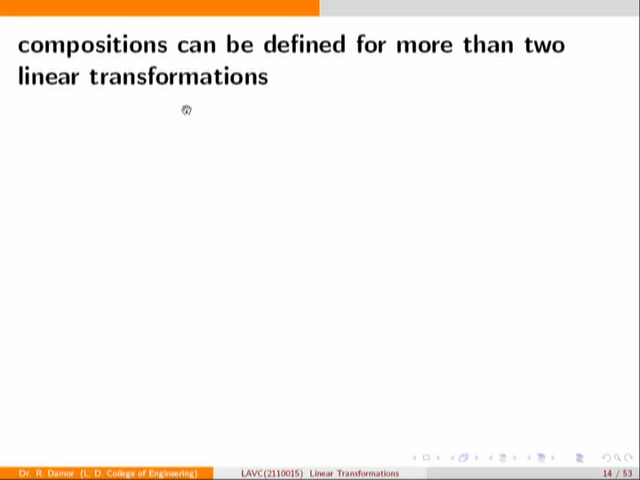 compositions can be defined for more than two
linear transformations
Dr. R. Damor (L. D. College of Engineering)
LAVC(2110015) Linear Transformations
14 / 53